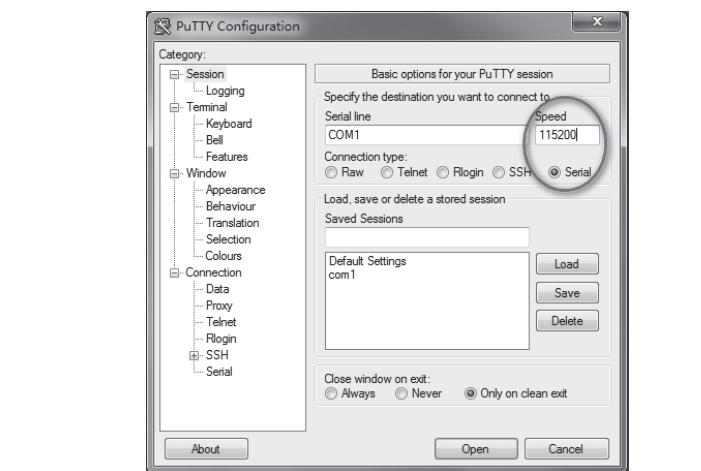 PuTTY Configuration
x
Category:
Session
Logging
Terminal
Keyboard
Bell
Features
Window
Appearance
Behaviour
Translation
Selection
Colours
Connection
Data
Proxy
Telnet
Rlogin
SSH
Serial
Basic options for your PuTTY session
Specify the destination you want to connect to
Serial line Speed
COM1 115200
Connection type:
Raw Telnet Rlogin SSH Serial
Load, save or delete a stored session
Saved Sessions
Default Settings
com1
Load
Save
Delete
Close window on exit:
Always Never Only on clean exit
About Open Cancel